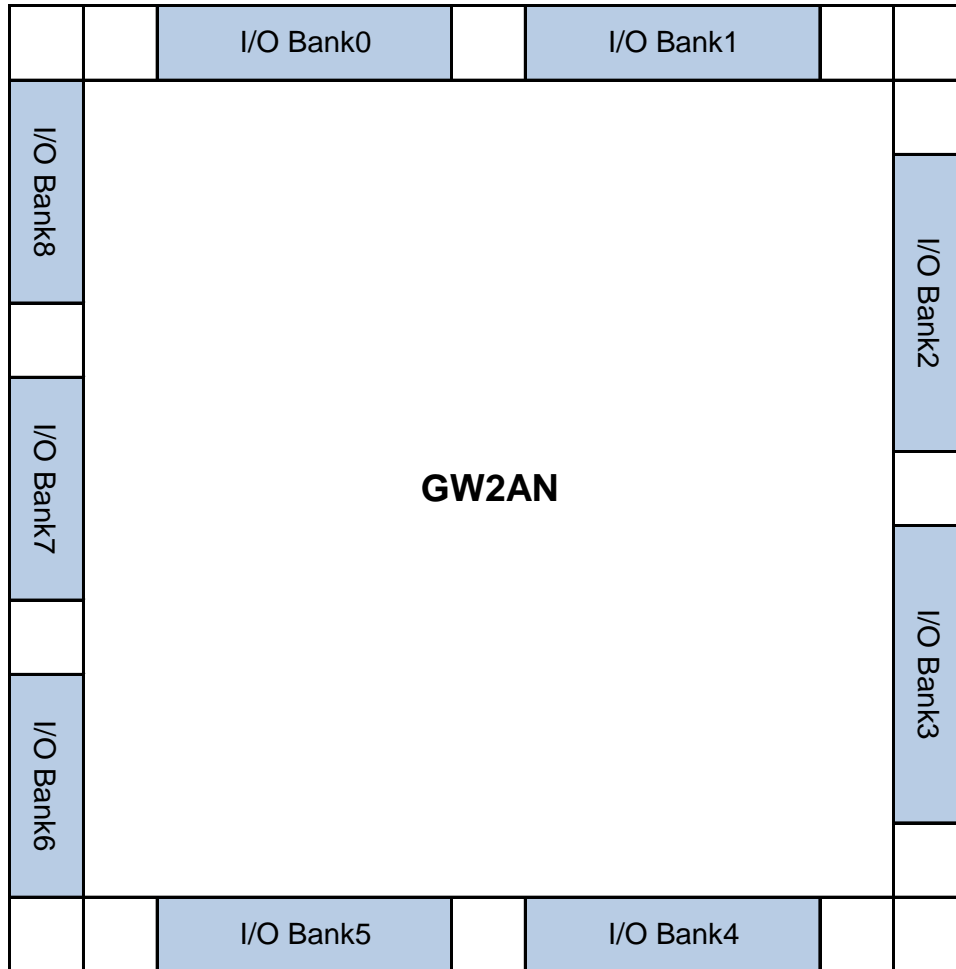 I/O Bank0
I/O Bank1
I/O Bank8
I/O Bank2
I/O Bank7
GW2AN
I/O Bank3
I/O Bank6
I/O Bank5
I/O Bank4